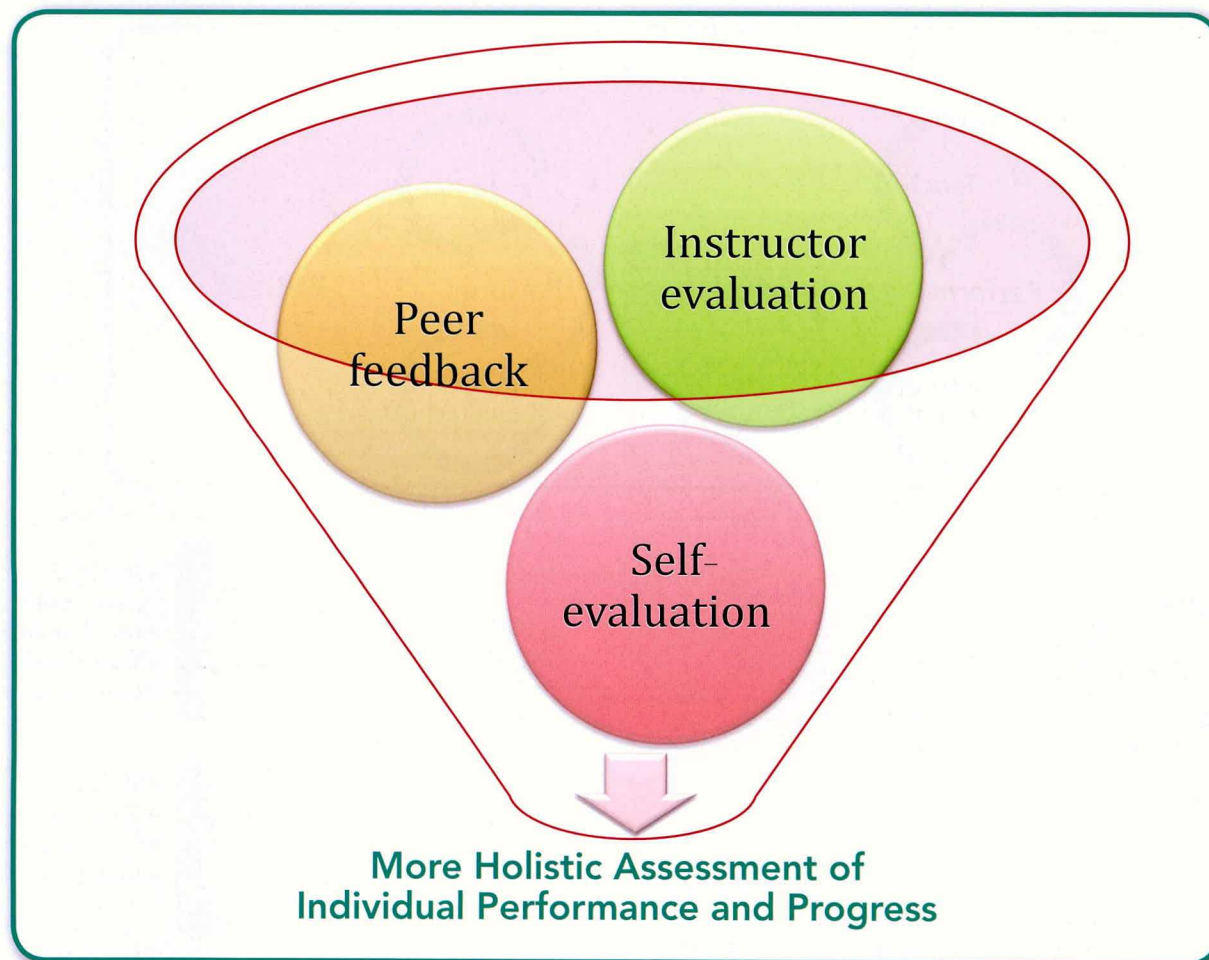 Peer
feedback
Instructor
evaluation
Self-
evaluation
More Holistic Assessment of
Individual Performance and Progress